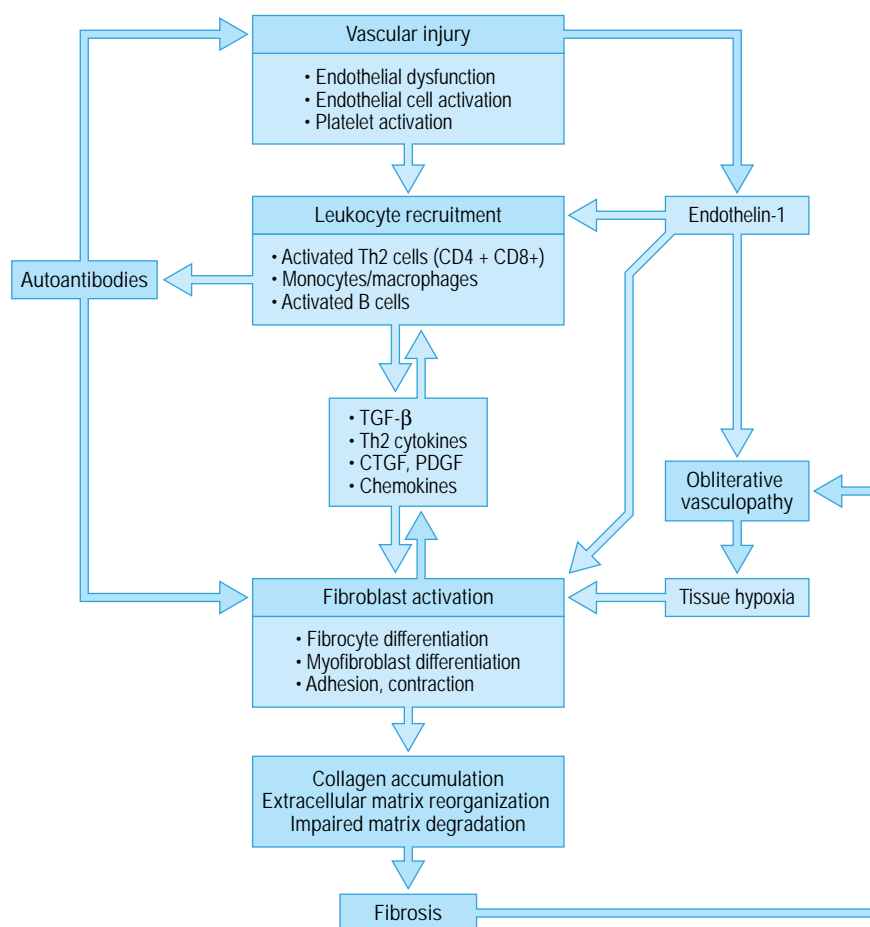 Vascular injury
• Endothelial dysfunction
• Endothelial cell activation
• Platelet activation
Leukocyte recruitment
• Activated Th2 cells (CD4 + CD8+)
• Monocytes/macrophages
• Activated B cells
Endothelin-1
Autoantibodies
• TGF-β
• Th2 cytokines
• CTGF, PDGF
• Chemokines
Obliterative
vasculopathy
Fibroblast activation
• Fibrocyte differentiation
• Myofibroblast differentiation
• Adhesion, contraction
Tissue hypoxia
Collagen accumulation
Extracellular matrix reorganization
Impaired matrix degradation
Fibrosis